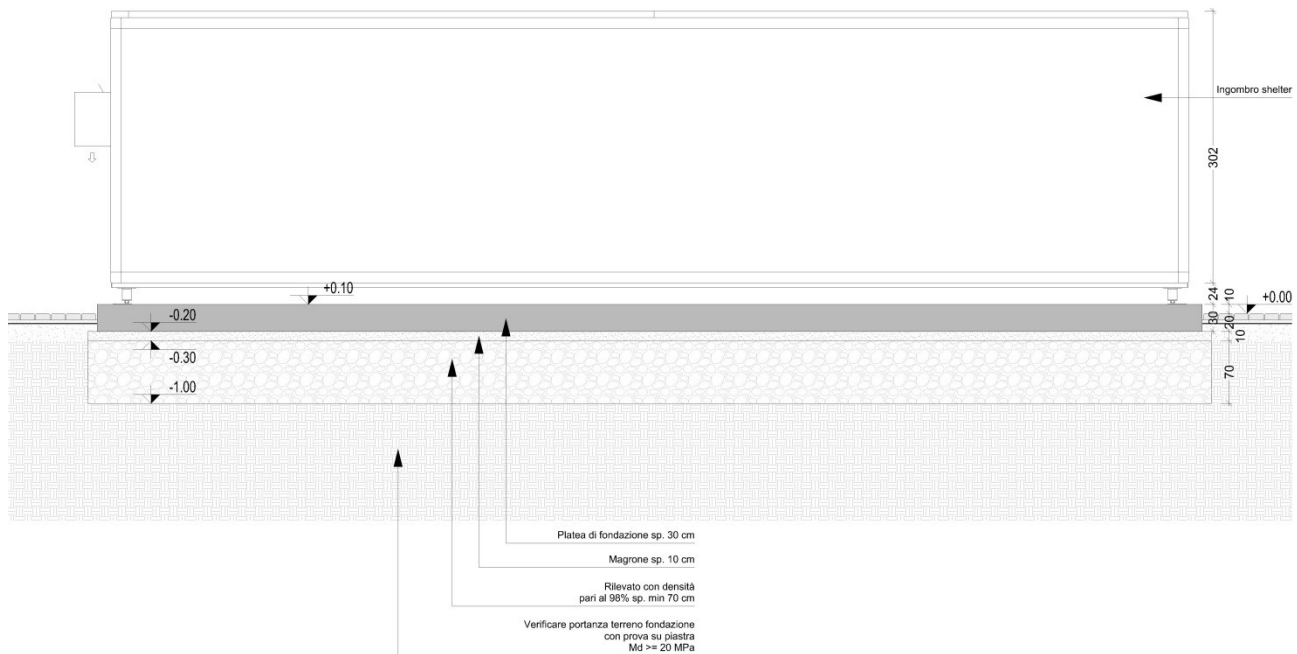 Ingombro shelter
302
+0.10
24
10
+0.00
-0.20
30
20
10
-0.30
70
-1.00
Platea di fondazione sp. 30 cm
Magrone sp. 10 cm
Rilevato con densità
pari al 98% sp. min 70 cm
Verificare portanza terreno fondazione
con prova su piastra
Md >= 20 MPa